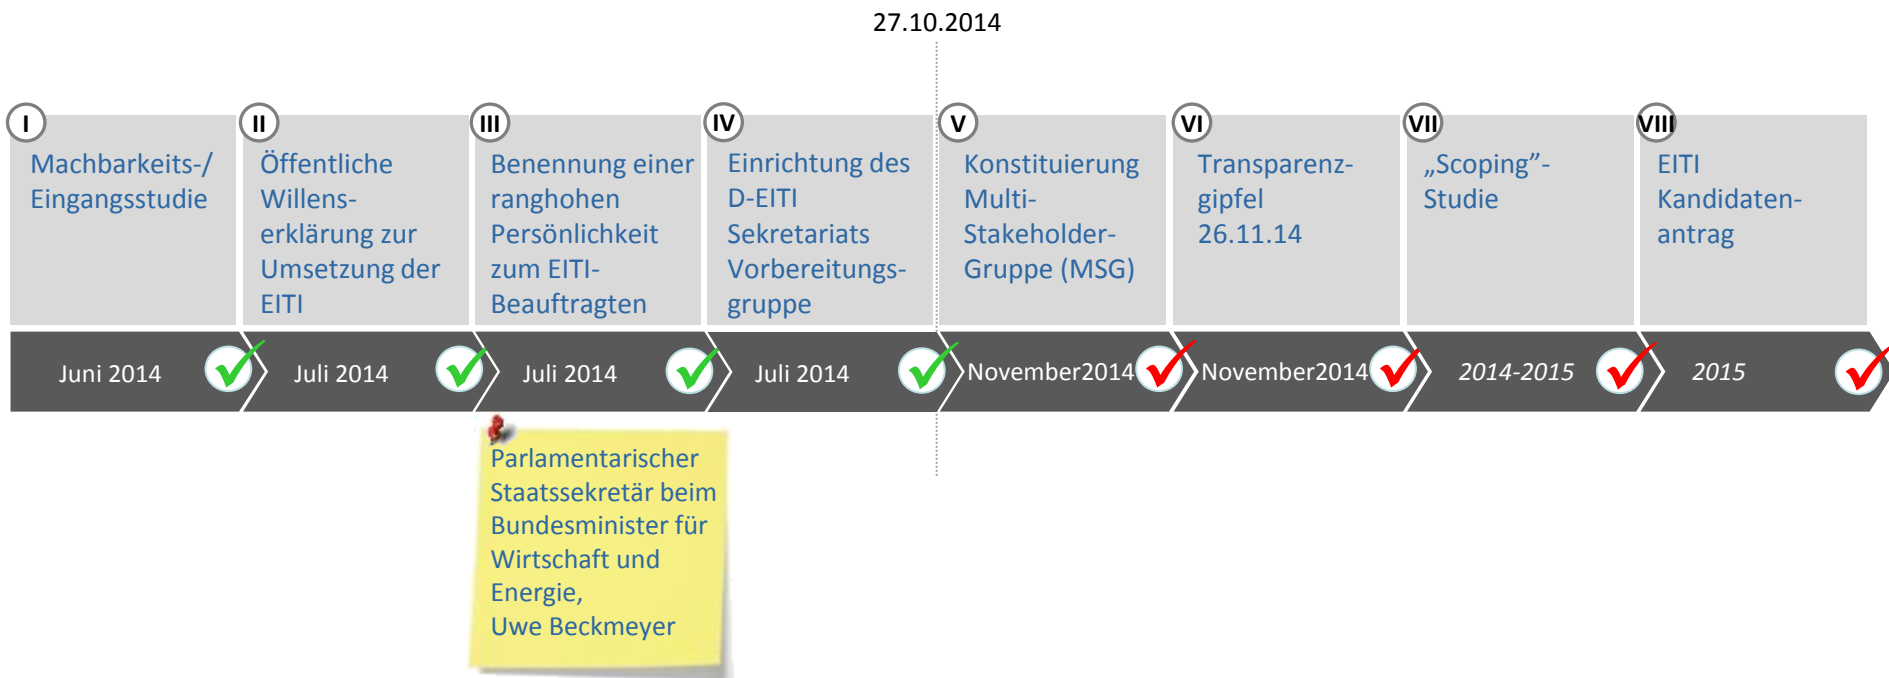 27.10.2014
I
Machbarkeits-/
Eingangsstudie
II
Öffentliche
Willens-
erklärung zur
Umsetzung der
EITI
III
Benennung einer
ranghohen
Persönlichkeit
zum EITI-
Beauftragten
IV
Einrichtung des
D-EITI
Sekretariats
Vorbereitungs-
gruppe
V
Konstituierung
Multi-
Stakeholder-
Gruppe (MSG)
VI
Transparenz-
gipfel
26.11.14
VII
„Scoping”-
Studie
VIII
EITI
Kandidaten-
antrag
Juni 2014
Juli 2014
Juli 2014
Juli 2014
November2014
November2014
2014-2015
2015
Parlamentarischer
Staatssekretär beim
Bundesminister für
Wirtschaft und
Energie,
Uwe Beckmeyer